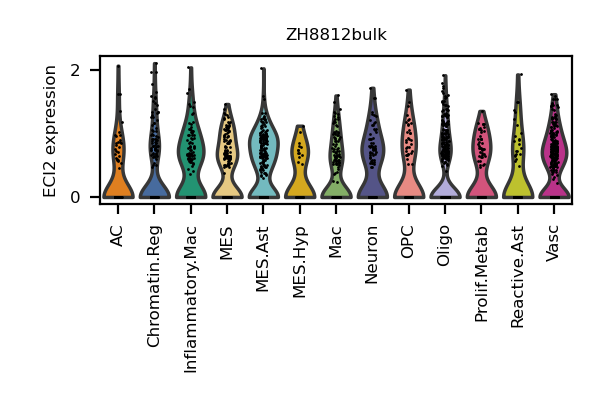 ZH8812bulk
ECI2 expression
2
0
AC
Chromatin.Reg
Inflammatory.Mac
MES
MES.Ast
MES.Hyp
Mac
Neuron
OPC
Oligo
Prolif.Metab
Reactive.Ast
Vasc